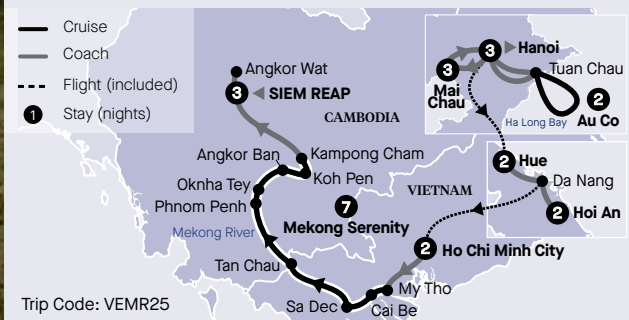 Cruise
Coach
Flight (included)
1 Stay (nights)
Angkor Wat
3 SIEM REAP
CAMBODIA
Angkor Ban
Kampong Cham
Koh Pen
Oknha Tey
Phnom Penh
7
Mekong Serenity
Mekong River
Tan Chau
Sa Dec
Cai Be
My Tho
2 Ho Chi Minh City
VIETNAM
3 Hanoi
3
Mai
Chau
Tuan Chau
2
Au Co
Ha Long Bay
2 Hue
Da Nang
2 Hoi An
Trip Code: VEMR25